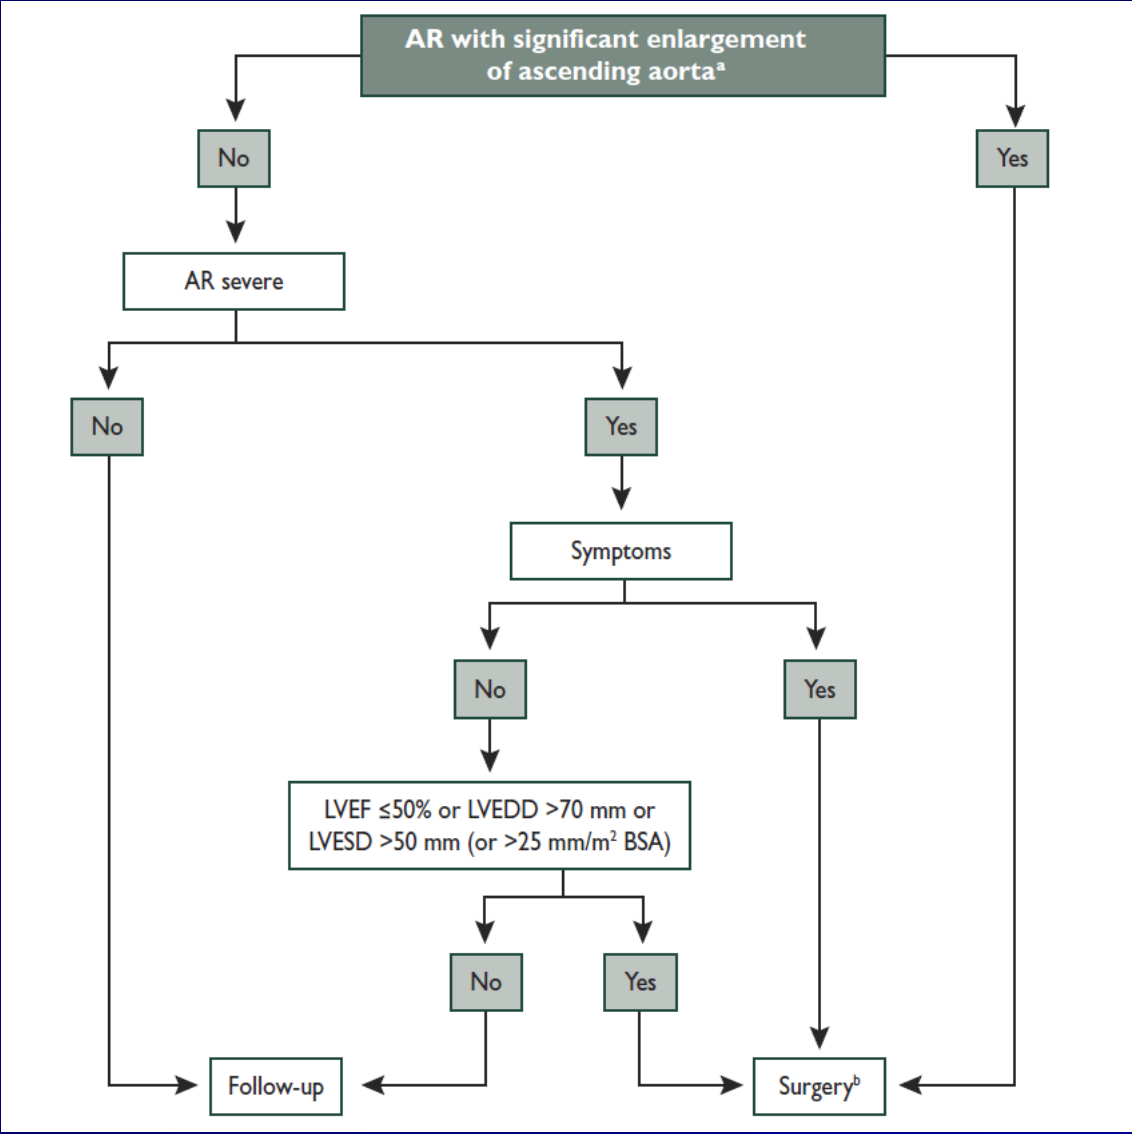 AR with significant enlargement
of ascending aortaᵃ
No
Yes
AR severe
No
Yes
Symptoms
No
Yes
LVEF ≤50% or LVEDD >70 mm or
LVESD >50 mm (or >25 mm/m² BSA)
No
Yes
Follow-up
Surgeryᵇ